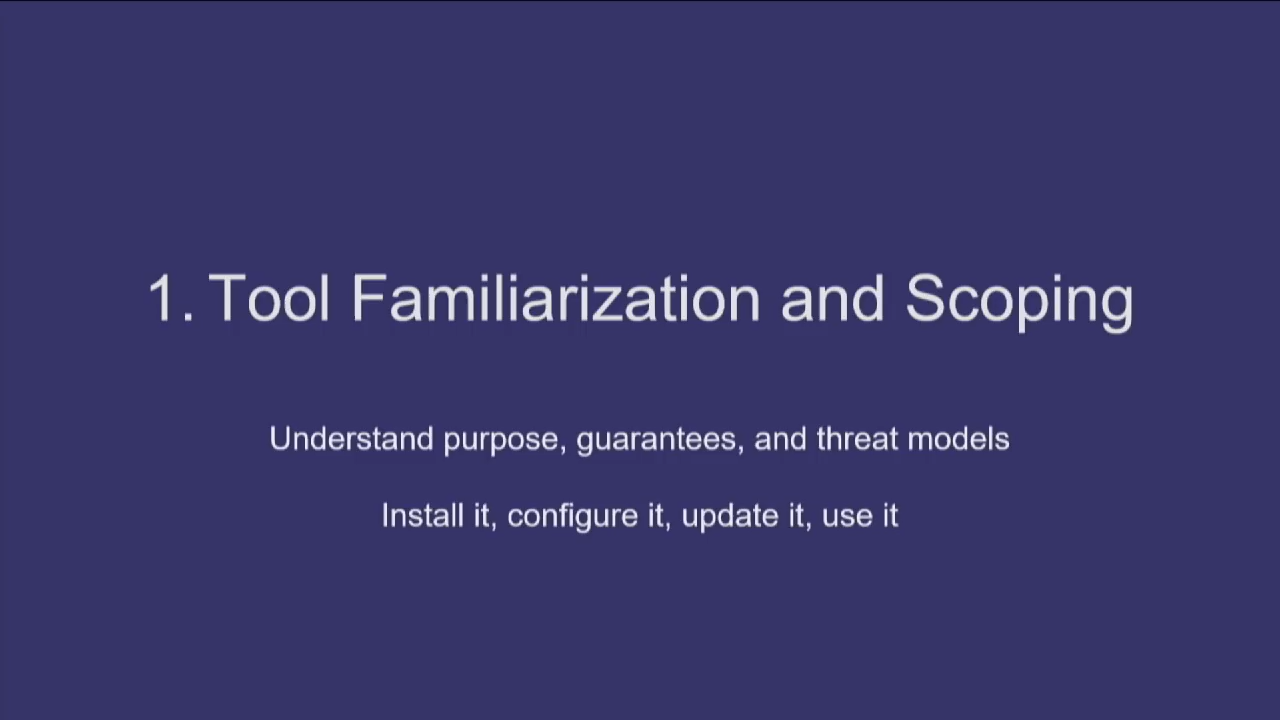 1. Tool Familiarization and Scoping
Understand purpose, guarantees, and threat models
Install it, configure it, update it, use it